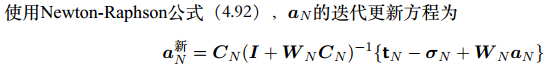 使用Newton-Raphson公式（4.92）, a_N的迭代更新方程为
a_N^新 = C_N(I + W_N C_N)^{-1}{t_N − σ_N + W_N a_N}